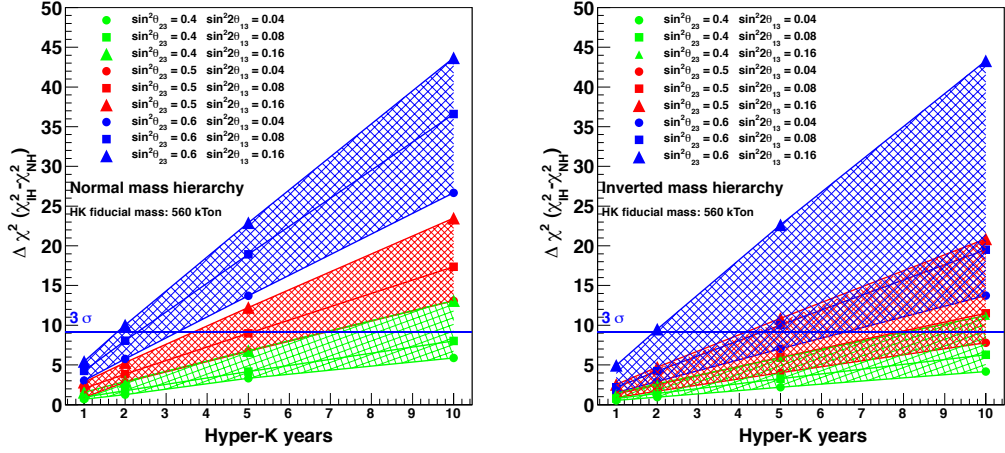 50
45
40
35
30
25
20
15
10
5
0
Δ χ² (χ²_IH-χ²_NH)
sin²θ₂₃ = 0.4 sin²2θ₁₃ = 0.04
sin²θ₂₃ = 0.4 sin²2θ₁₃ = 0.08
sin²θ₂₃ = 0.4 sin²2θ₁₃ = 0.16
sin²θ₂₃ = 0.5 sin²2θ₁₃ = 0.04
sin²θ₂₃ = 0.5 sin²2θ₁₃ = 0.08
sin²θ₂₃ = 0.5 sin²2θ₁₃ = 0.16
sin²θ₂₃ = 0.6 sin²2θ₁₃ = 0.04
sin²θ₂₃ = 0.6 sin²2θ₁₃ = 0.08
sin²θ₂₃ = 0.6 sin²2θ₁₃ = 0.16
Normal mass hierarchy
HK fiducial mass: 560 kTon
3 σ
1 2 3 4 5 6 7 8 9 10
Hyper-K years
50
45
40
35
30
25
20
15
10
5
0
Δ χ² (χ²_IH-χ²_NH)
sin²θ₂₃ = 0.4 sin²2θ₁₃ = 0.04
sin²θ₂₃ = 0.4 sin²2θ₁₃ = 0.08
sin²θ₂₃ = 0.4 sin²2θ₁₃ = 0.16
sin²θ₂₃ = 0.5 sin²2θ₁₃ = 0.04
sin²θ₂₃ = 0.5 sin²2θ₁₃ = 0.08
sin²θ₂₃ = 0.5 sin²2θ₁₃ = 0.16
sin²θ₂₃ = 0.6 sin²2θ₁₃ = 0.04
sin²θ₂₃ = 0.6 sin²2θ₁₃ = 0.08
sin²θ₂₃ = 0.6 sin²2θ₁₃ = 0.16
Inverted mass hierarchy
HK fiducial mass: 560 kTon
3 σ
1 2 3 4 5 6 7 8 9 10
Hyper-K years